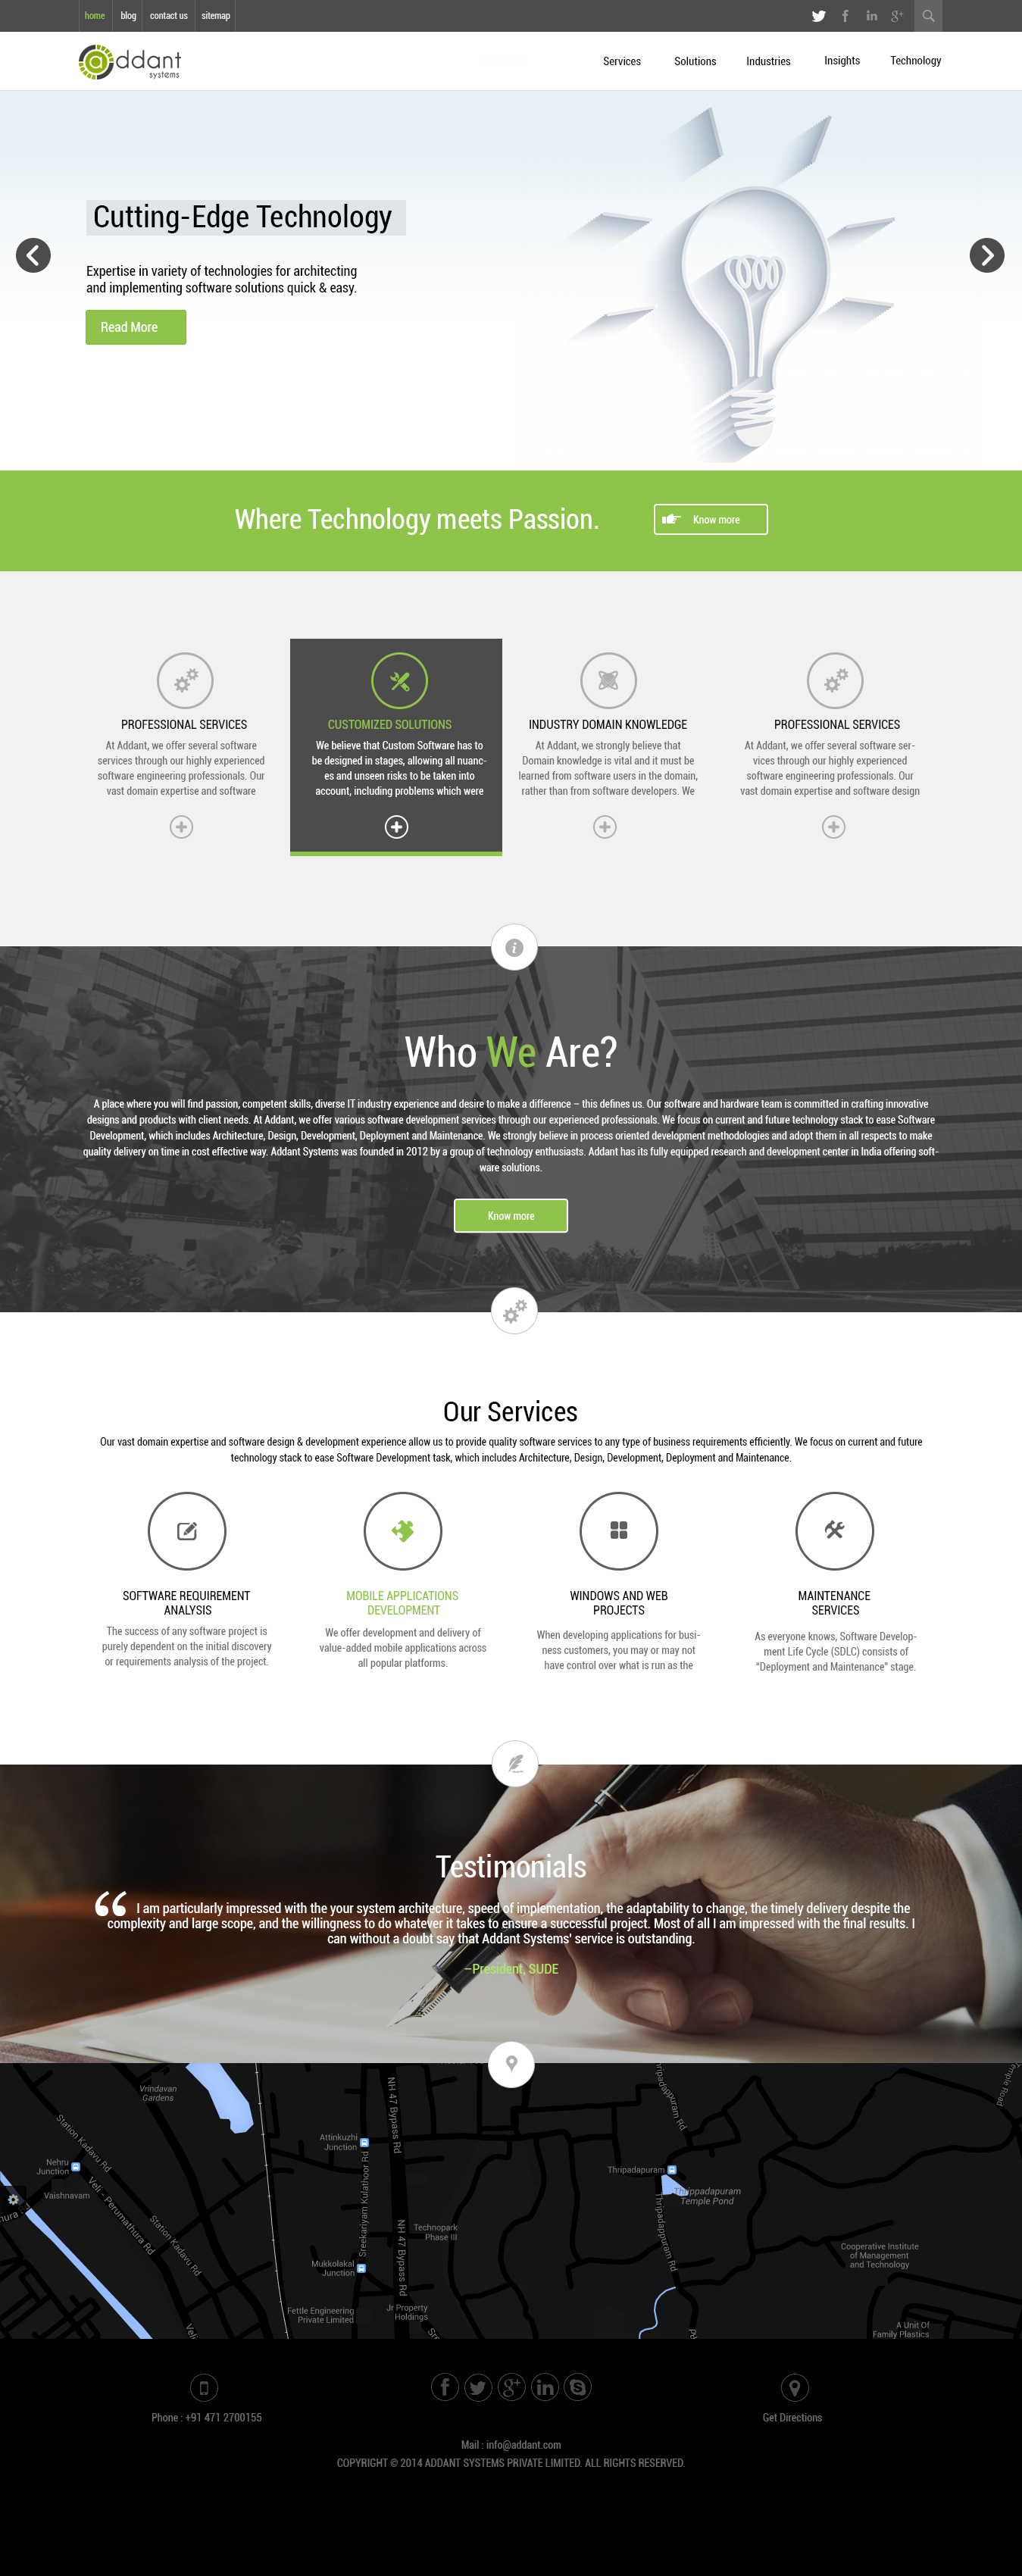 home blog contact us sitemap
addant
systems
Services Solutions Industries Insights Technology
Cutting-Edge Technology
Expertise in variety of technologies for architecting
and implementing software solutions quick & easy.
Read More
Where Technology meets Passion.
Know more
PROFESSIONAL SERVICES
At Addant, we offer several software
services through our highly experienced
software engineering professionals. Our
vast domain expertise and software
CUSTOMIZED SOLUTIONS
We believe that Custom Software has to
be designed in stages, allowing all nuanc-
es and unseen risks to be taken into
account, including problems which were
INDUSTRY DOMAIN KNOWLEDGE
At Addant, we strongly believe that
Domain knowledge is vital and it must be
learned from software users in the domain,
rather than from software developers. We
PROFESSIONAL SERVICES
At Addant, we offer several software ser-
vices through our highly experienced
software engineering professionals. Our
vast domain expertise and software design
Who We Are?
A place where you will find passion, competent skills, diverse IT industry experience and desire to make a difference – this defines us. Our software and hardware team is committed in crafting innovative
designs and products with client needs. At Addant, we offer various software development services through our experienced professionals. We focus on current and future technology stack to ease Software
Development, which includes Architecture, Design, Development, Deployment and Maintenance. We strongly believe in process oriented development methodologies and adopt them in all respects to make
quality delivery on time in cost effective way. Addant Systems was founded in 2012 by a group of technology enthusiasts. Addant has its fully equipped research and development center in India offering soft-
ware solutions.
Know more
Our Services
Our vast domain expertise and software design & development experience allow us to provide quality software services to any type of business requirements efficiently. We focus on current and future
technology stack to ease Software Development task, which includes Architecture, Design, Development, Deployment and Maintenance.
SOFTWARE REQUIREMENT
ANALYSIS
The success of any software project is
purely dependent on the initial discovery
or requirements analysis of the project.
MOBILE APPLICATIONS
DEVELOPMENT
We offer development and delivery of
value-added mobile applications across
all popular platforms.
WINDOWS AND WEB
PROJECTS
When developing applications for busi-
ness customers, you may or may not
have control over what is run as the
MAINTENANCE
SERVICES
As everyone knows, Software Develop-
ment Life Cycle (SDLC) consists of
“Deployment and Maintenance” stage.
Testimonials
“ I am particularly impressed with the your system architecture, speed of implementation, the adaptability to change, the timely delivery despite the
complexity and large scope, and the willingness to do whatever it takes to ensure a successful project. Most of all I am impressed with the final results. I
can without a doubt say that Addant Systems' service is outstanding.
–President, SUDE
Vrindavan
Gardens
Station Kadavu Rd
Nehru
Junction
Vaishnavam
Veli - Perumathura Rd
Station Kadavu Rd
Attinkuzhi
Junction
NH 47 Bypass Rd
Sreekariyam Kulathoor Rd
NH 47 Bypass Rd
Technopark
Phase III
Mukkolakal
Junction
Fettle Engineering
Private Limited
Jr Property
Holdings
Thripadappuram Rd
Thripadapuram
Thrippadapuram
Temple Pond
Thripadappuram Rd
Temple Road
Cooperative Institute
of Management
and Technology
A Unit Of
Family Plastics
Phone : +91 471 2700155
Get Directions
Mail : info@addant.com
COPYRIGHT © 2014 ADDANT SYSTEMS PRIVATE LIMITED. ALL RIGHTS RESERVED.